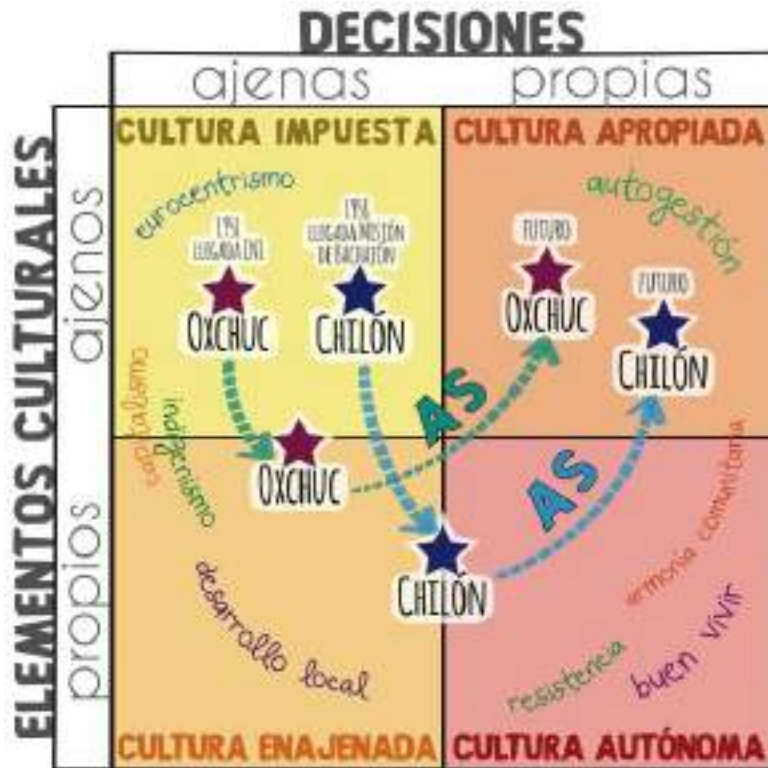 DECISIONES
ajenas
propias
ELEMENTOS CULTURALES
ajenos
propios
CULTURA IMPUESTA
CULTURA APROPIADA
eurocentrismo
autogestión
1951
LLEGADA INI
OXCHUC
LLEGADA MISIÓN
DE BACHAJÓN
CHILÓN
FUTURO
OXCHUC
FUTURO
CHILÓN
capitalismo
indigenismo
AS
OXCHUC
AS
CHILÓN
armonía comunitaria
desarrollo local
resistencia
buen vivir
CULTURA ENAJENADA
CULTURA AUTÓNOMA